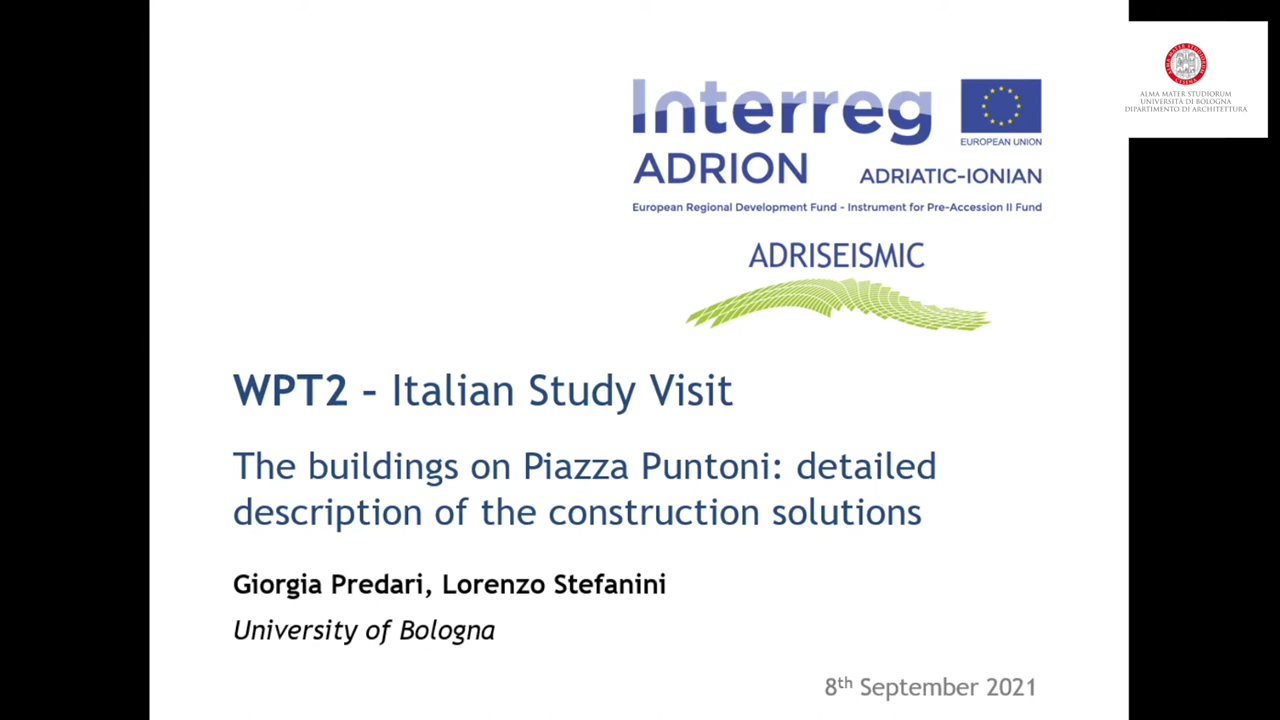 Interreg
EUROPEAN UNION
ADRION ADRIATIC-IONIAN
European Regional Development Fund - Instrument for Pre-Accession II Fund
ADRISEISMIC
ALMA MATER STUDIORUM
UNIVERSITÀ DI BOLOGNA
DIPARTIMENTO DI ARCHITETTURA
WPT2 – Italian Study Visit
The buildings on Piazza Puntoni: detailed
description of the construction solutions
Giorgia Predari, Lorenzo Stefanini
University of Bologna
8th September 2021